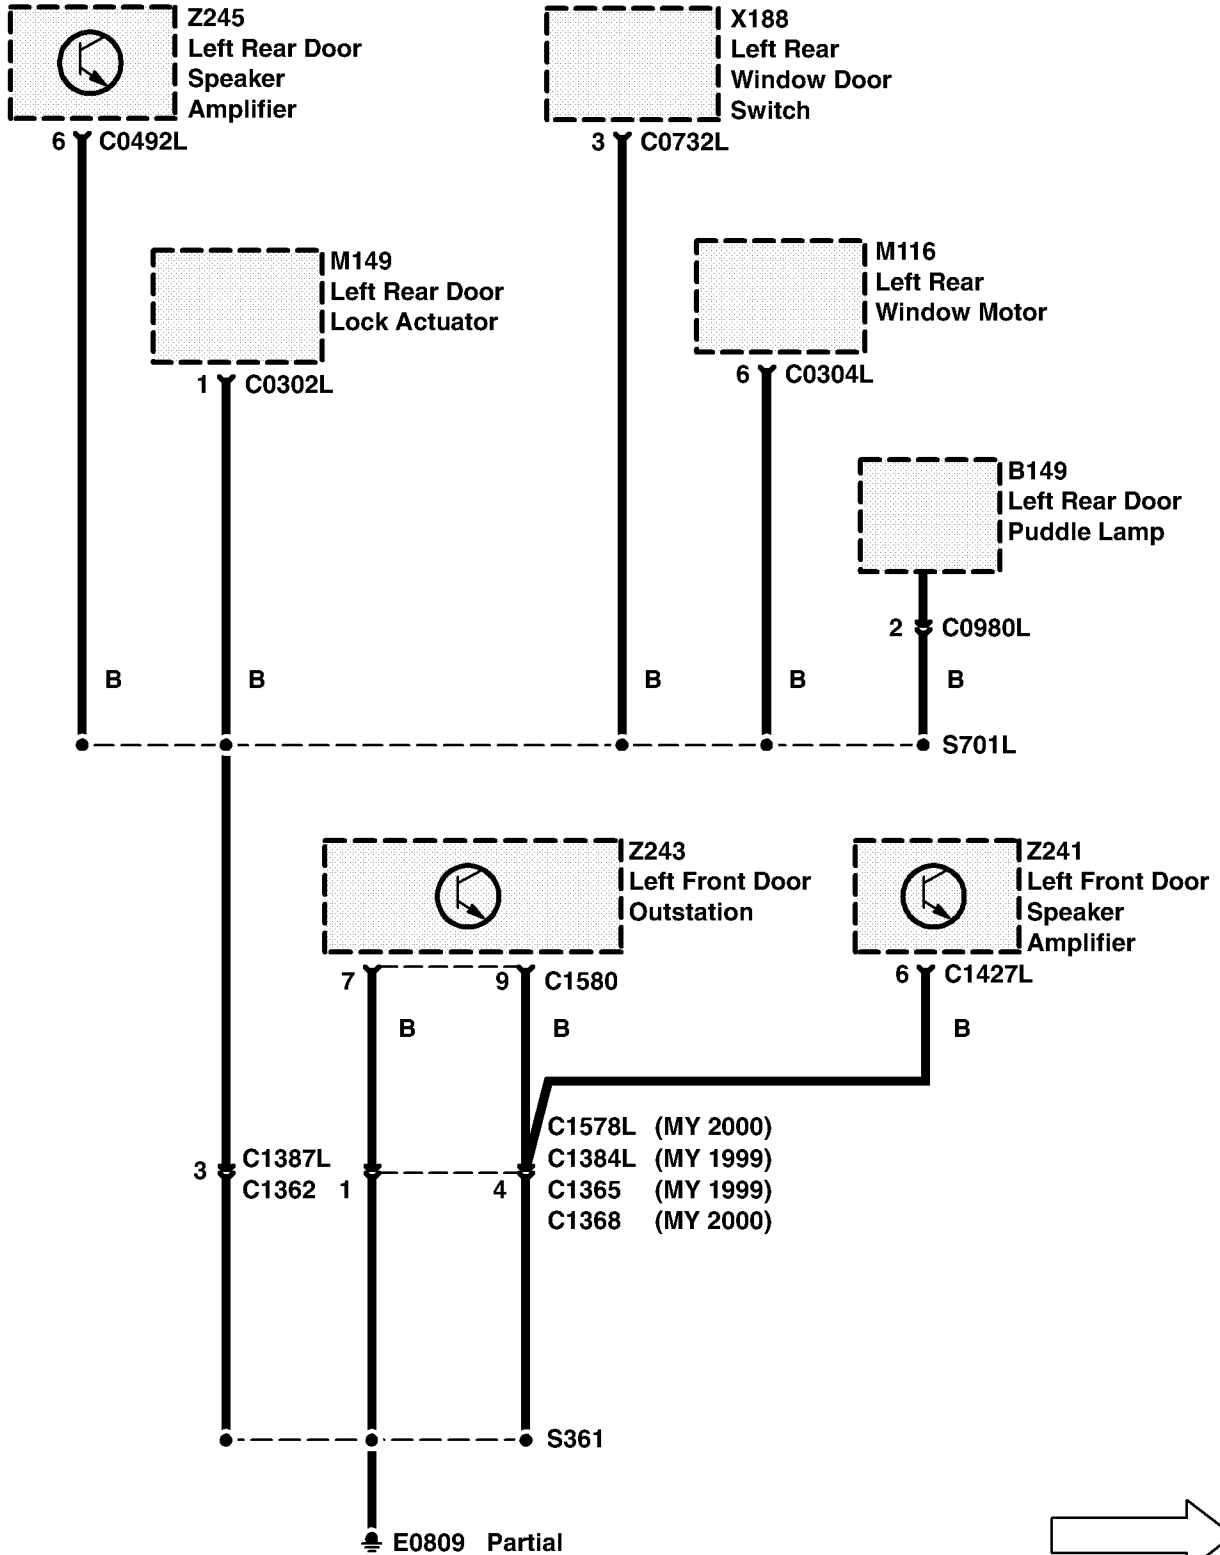 Z245
Left Rear Door
Speaker
Amplifier
6 C0492L
X188
Left Rear
Window Door
Switch
3 C0732L
M149
Left Rear Door
Lock Actuator
1 C0302L
M116
Left Rear
Window Motor
6 C0304L
B149
Left Rear Door
Puddle Lamp
2 C0980L
B B B B B
S701L
Z243
Left Front Door
Outstation
7 9 C1580
Z241
Left Front Door
Speaker
Amplifier
6 C1427L
B B B
3 C1387L
C1362
1 4
C1578L (MY 2000)
C1384L (MY 1999)
C1365 (MY 1999)
C1368 (MY 2000)
S361
E0809 Partial